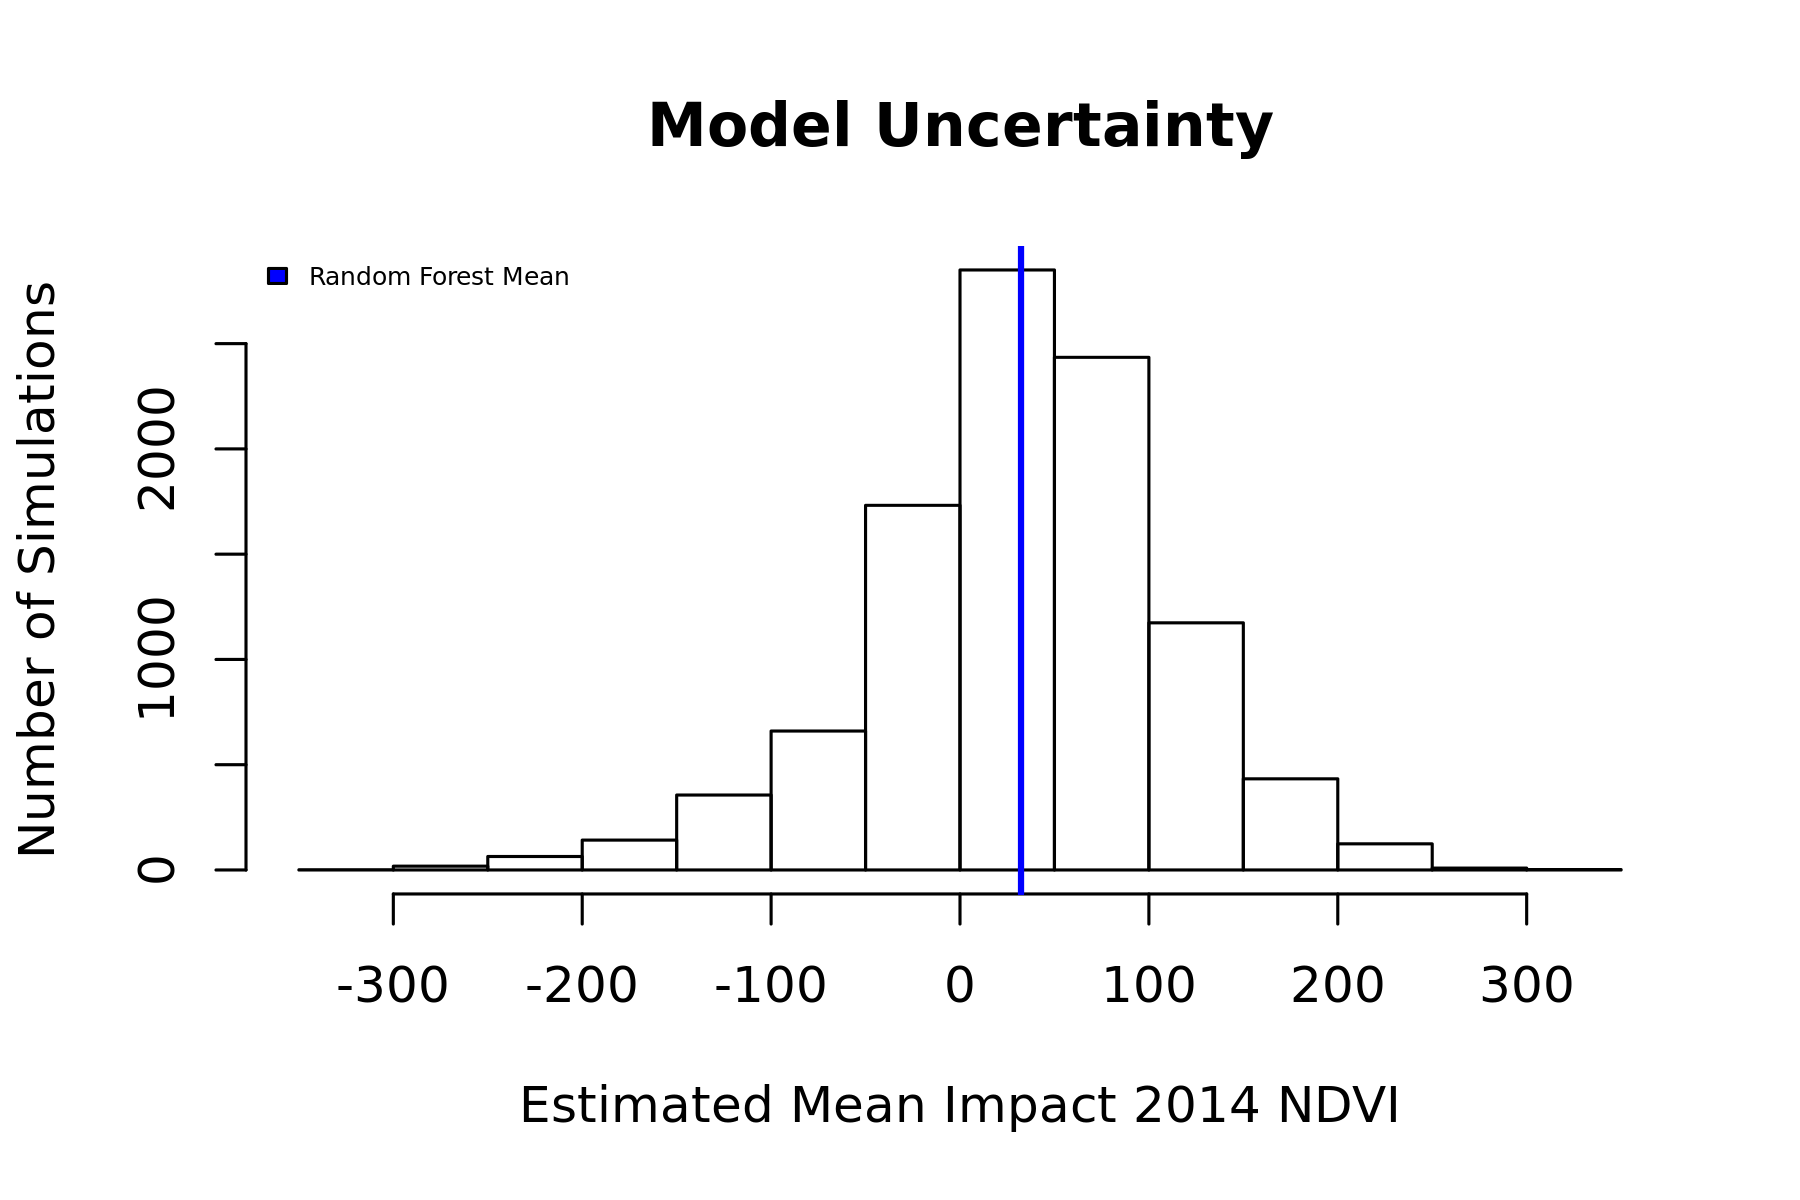 Model Uncertainty
Random Forest Mean
Number of Simulations
2000
1000
0
-300 -200 -100 0 100 200 300
Estimated Mean Impact 2014 NDVI